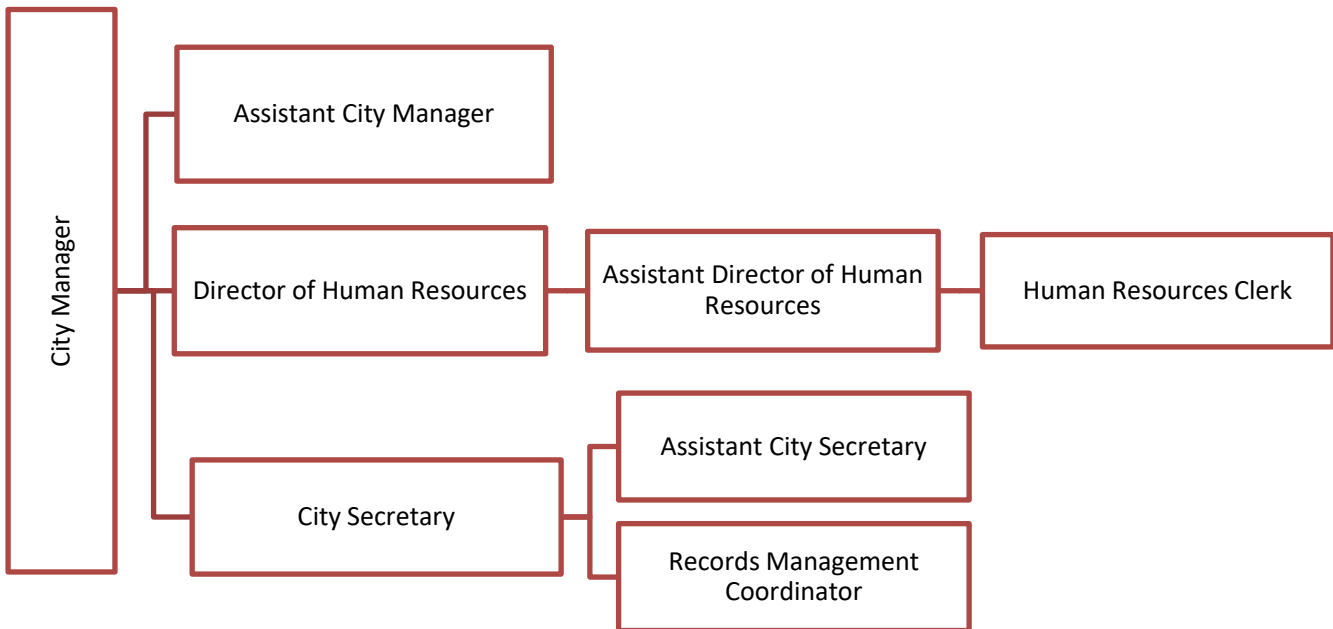 City Manager
Assistant City Manager
Director of Human Resources
Assistant Director of Human
Resources
Human Resources Clerk
City Secretary
Assistant City Secretary
Records Management
Coordinator